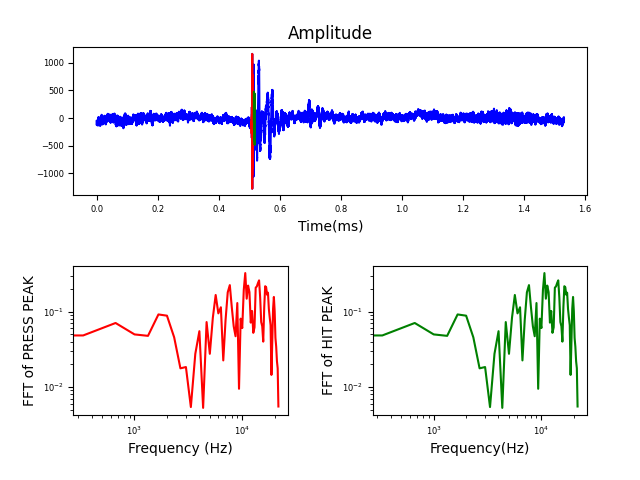 Amplitude
1000
500
0
−500
−1000
0.0 0.2 0.4 0.6 0.8 1.0 1.2 1.4 1.6
Time(ms)
FFT of PRESS PEAK
10⁻¹
10⁻²
10³ 10⁴
Frequency (Hz)
FFT of HIT PEAK
10⁻¹
10⁻²
10³ 10⁴
Frequency(Hz)